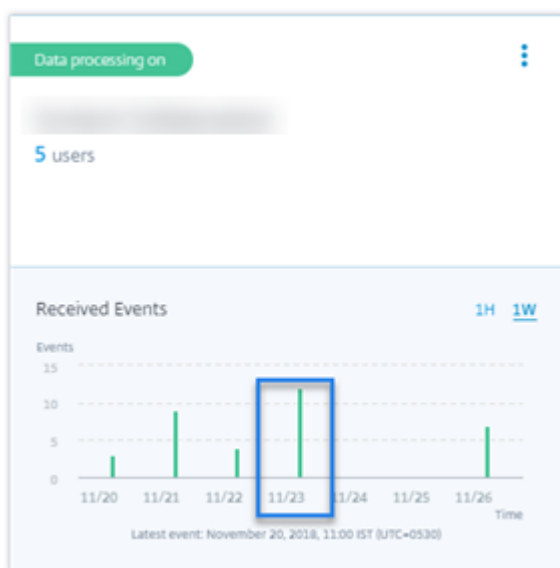 Data processing on
5 users
Received Events
1H 1W
Events
15
10
5
0
11/20 11/21 11/22 11/23 11/24 11/25 11/26
Time
Latest event: November 20, 2018, 11:00 IST (UTC+0530)